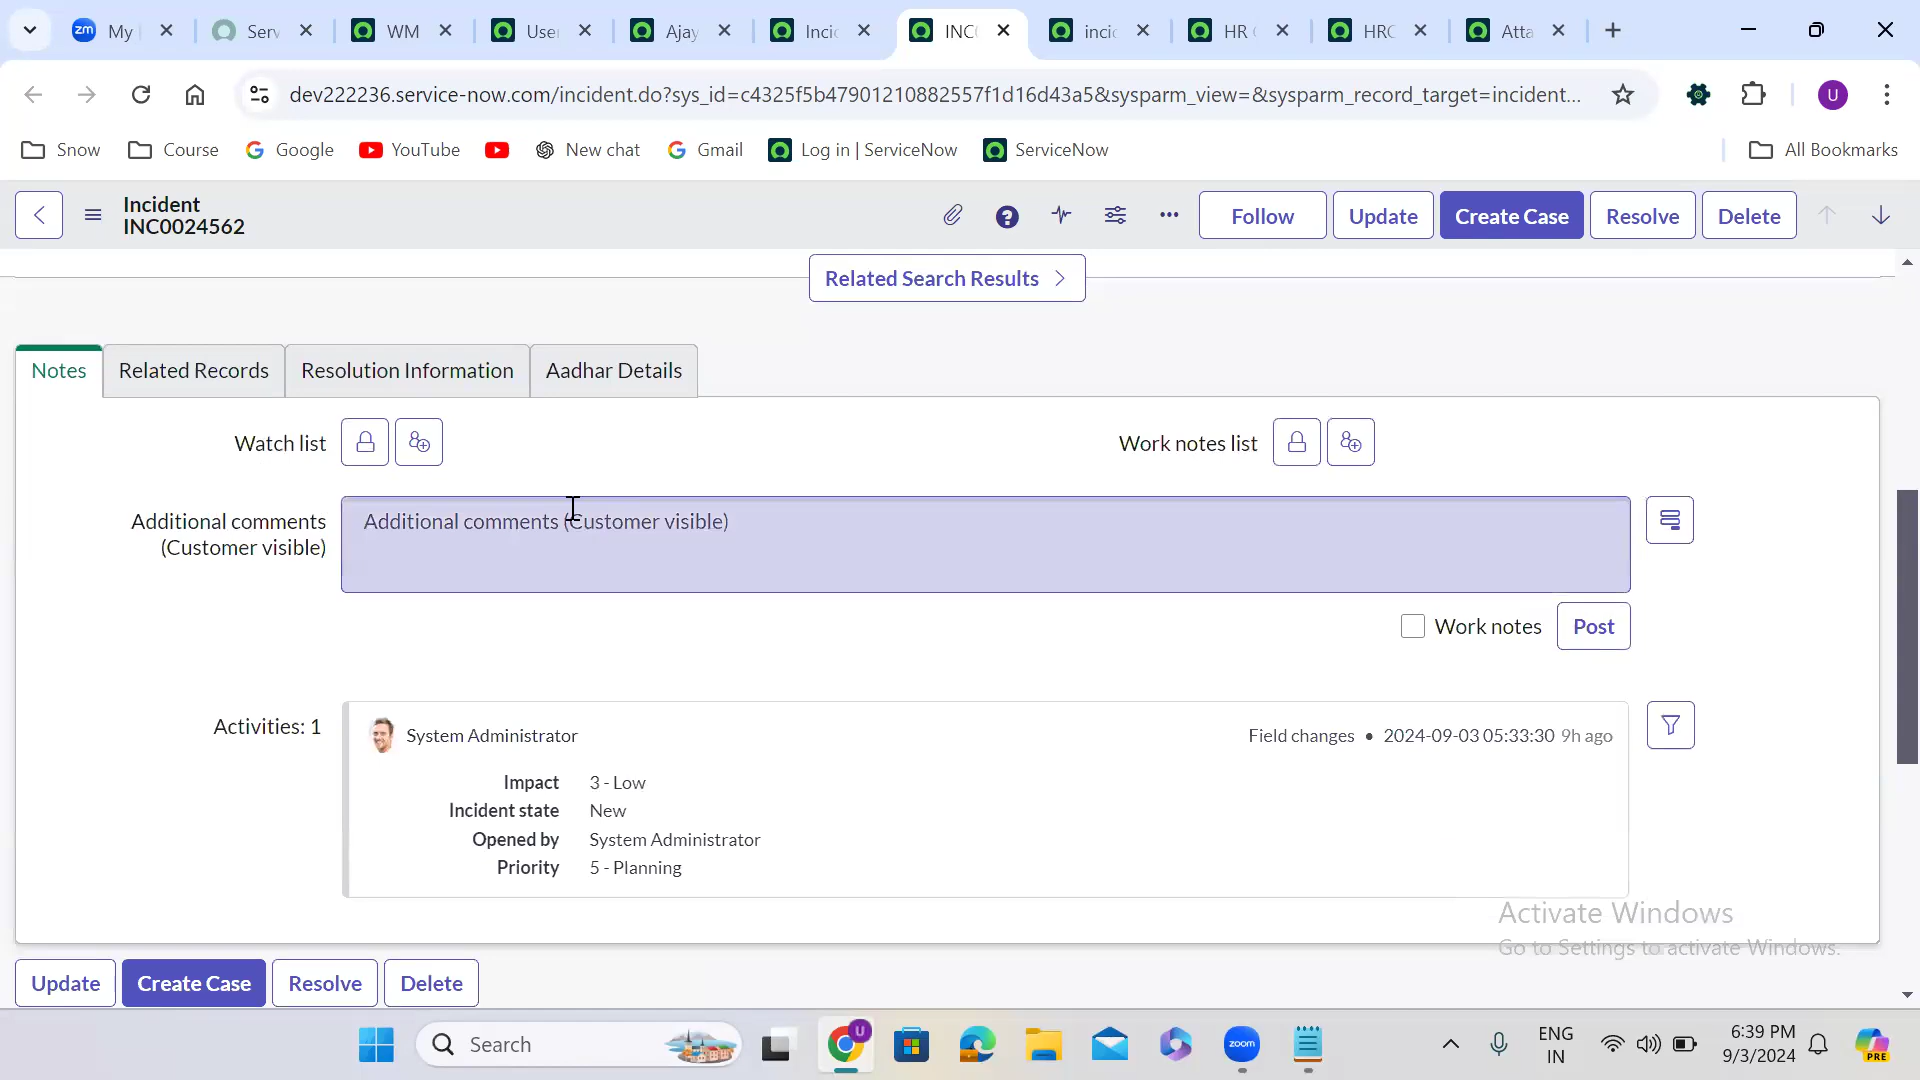 zm My Serv WM User Ajay Incic INC incic HR HRC Atta
dev222236.service-now.com/incident.do?sys_id=c4325f5b47901210882557f1d16d43a5&sysparm_view=&sysparm_record_target=incident... U
Snow Course Google YouTube New chat Gmail Log in | ServiceNow ServiceNow All Bookmarks
Incident
INC0024562
Follow Update Create Case Resolve Delete
Related Search Results
Notes Related Records Resolution Information Aadhar Details
Watch list Work notes list
Additional comments
(Customer visible)
Additional comments (Customer visible)
Work notes Post
Activities: 1
System Administrator Field changes • 2024-09-03 05:33:30 9h ago
Impact 3 - Low
Incident state New
Opened by System Administrator
Priority 5 - Planning
Activate Windows
Go to Settings to activate Windows.
Update Create Case Resolve Delete
Search U zoom ENG
IN
6:39 PM
9/3/2024
PRE